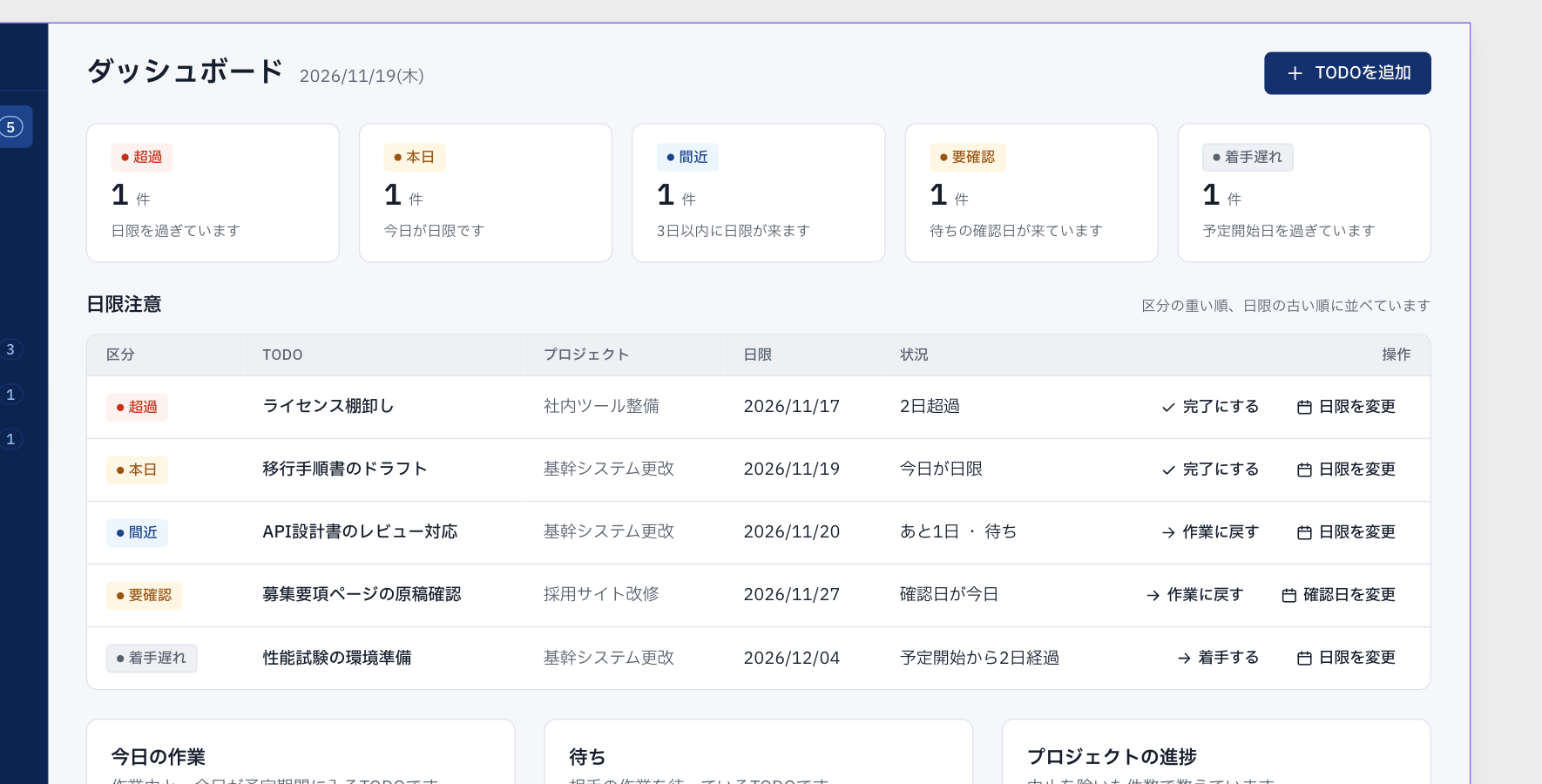 ダッシュボード 2026/11/19(木)
+ TODOを追加
5
3
1
1
超過
1 件
日限を過ぎています
本日
1 件
今日が日限です
間近
1 件
3日以内に日限が来ます
要確認
1 件
待ちの確認日が来ています
着手遅れ
1 件
予定開始日を過ぎています
日限注意
区分の重い順、日限の古い順に並べています
区分 TODO プロジェクト 日限 状況 操作
超過 ライセンス棚卸し 社内ツール整備 2026/11/17 2日超過 完了にする 日限を変更
本日 移行手順書のドラフト 基幹システム更改 2026/11/19 今日が日限 完了にする 日限を変更
間近 API設計書のレビュー対応 基幹システム更改 2026/11/20 あと1日 · 待ち 作業に戻す 日限を変更
要確認 募集要項ページの原稿確認 採用サイト改修 2026/11/27 確認日が今日 作業に戻す 確認日を変更
着手遅れ 性能試験の環境準備 基幹システム更改 2026/12/04 予定開始から2日経過 着手する 日限を変更
今日の作業
待ち
プロジェクトの進捗